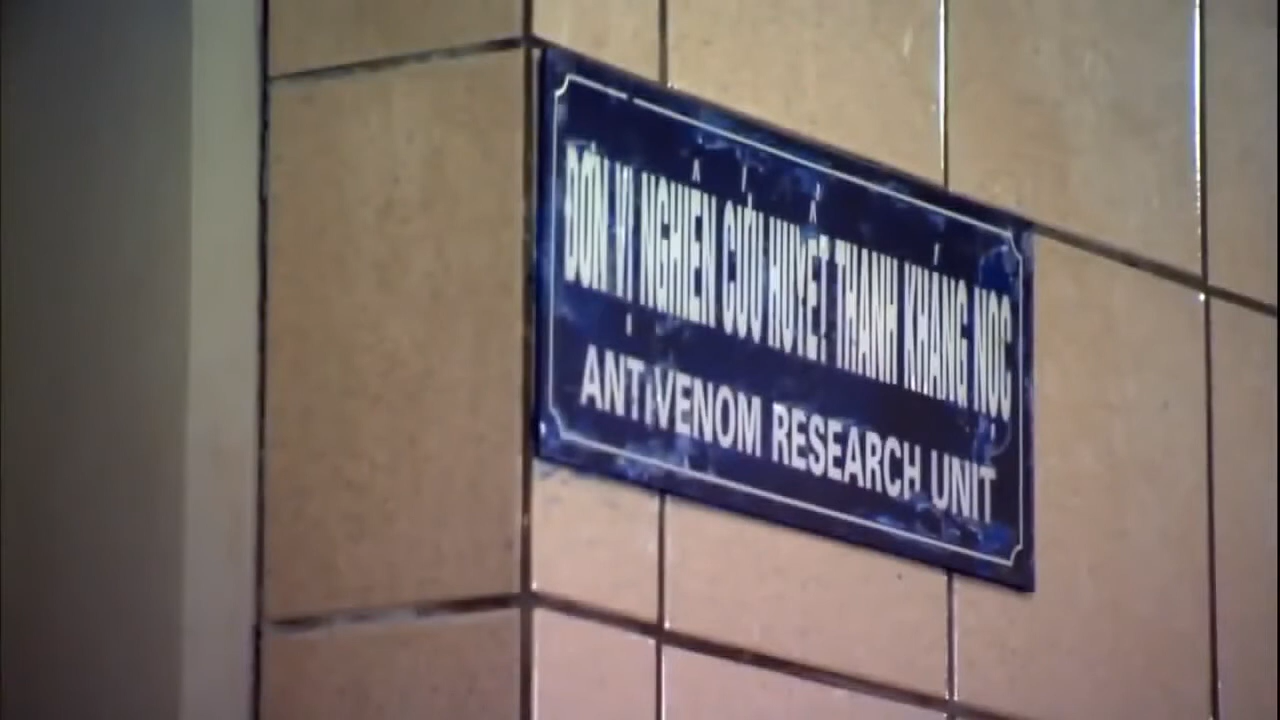 ĐƠN VỊ NGHIÊN CỨU HUYẾT THANH KHÁNG NỌC
ANTIVENOM RESEARCH UNIT